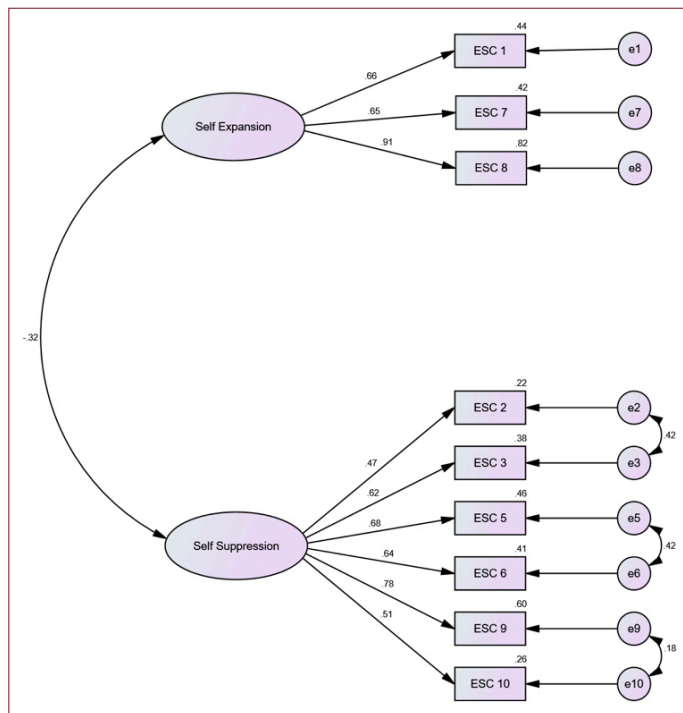 .44
ESC 1
e1
.66
.42
Self Expansion
.65
ESC 7
e7
.91
.82
ESC 8
e8
-.32
.22
ESC 2
e2
.42
.47
.38
ESC 3
e3
.62
.46
.68
ESC 5
e5
.42
Self Suppression
.64
.41
ESC 6
e6
.78
.60
ESC 9
e9
.18
.51
.26
ESC 10
e10